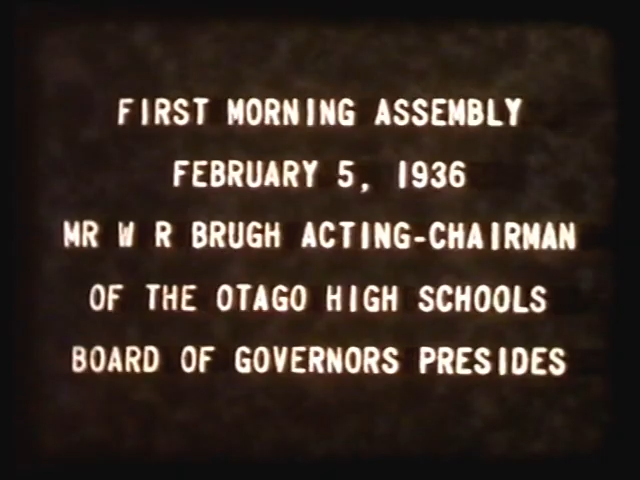 FIRST MORNING ASSEMBLY
FEBRUARY 5, 1936
MR W R BRUGH ACTING-CHAIRMAN
OF THE OTAGO HIGH SCHOOLS
BOARD OF GOVERNORS PRESIDES